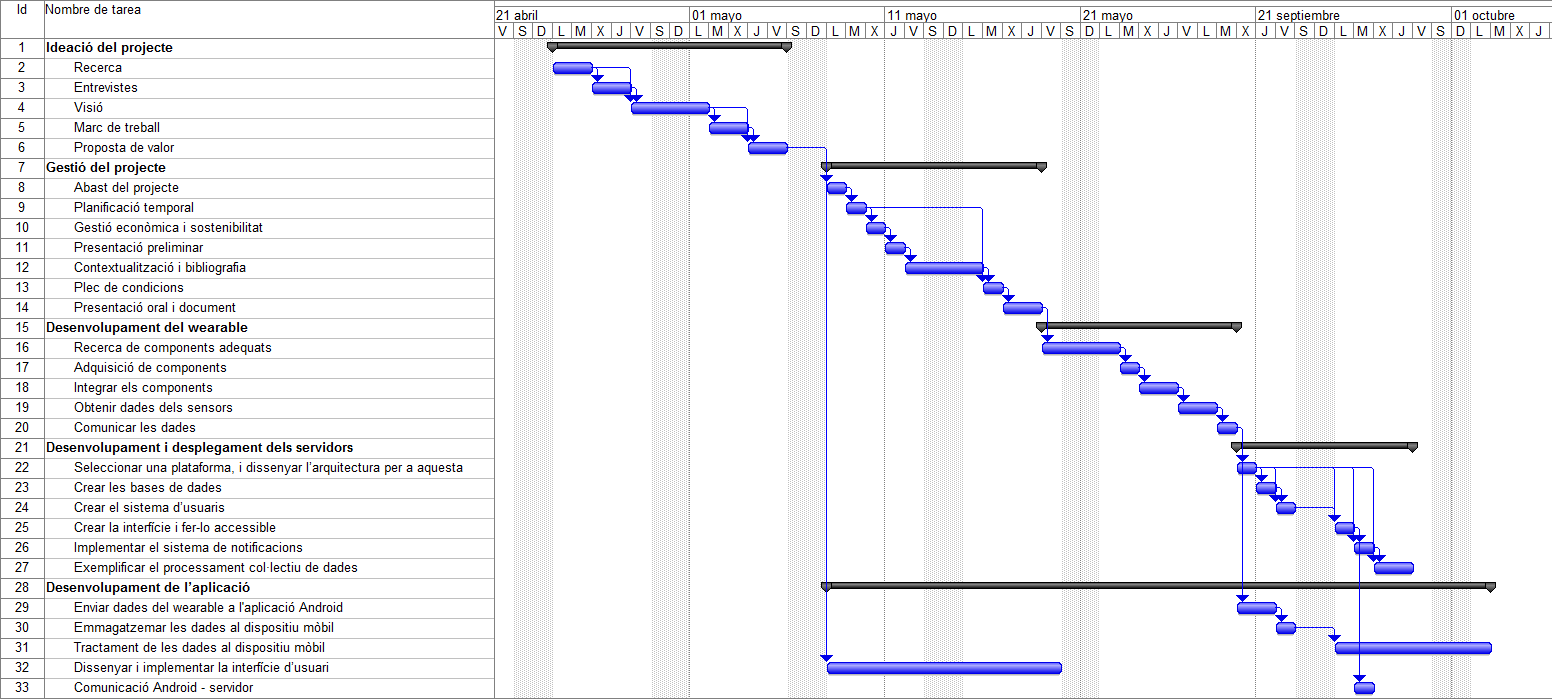 Id Nombre de tarea
21 abril 01 mayo 11 mayo 21 mayo 21 septiembre 01 octubre
V S D L M X J V S D L M X J V S D L M X J V S D L M X J V S D L M X J V L M X J V S D L M X J V S D L M X J
1 Ideació del projecte
2 Recerca
3 Entrevistes
4 Visió
5 Marc de treball
6 Proposta de valor
7 Gestió del projecte
8 Abast del projecte
9 Planificació temporal
10 Gestió econòmica i sostenibilitat
11 Presentació preliminar
12 Contextualització i bibliografia
13 Plec de condicions
14 Presentació oral i document
15 Desenvolupament del wearable
16 Recerca de components adequats
17 Adquisició de components
18 Integrar els components
19 Obtenir dades dels sensors
20 Comunicar les dades
21 Desenvolupament i desplegament dels servidors
22 Seleccionar una plataforma, i dissenyar l’arquitectura per a aquesta
23 Crear les bases de dades
24 Crear el sistema d’usuaris
25 Crear la interfície i fer-lo accessible
26 Implementar el sistema de notificacions
27 Exemplificar el processament col·lectiu de dades
28 Desenvolupament de l’aplicació
29 Enviar dades del wearable a l'aplicació Android
30 Emmagatzemar les dades al dispositiu mòbil
31 Tractament de les dades al dispositiu mòbil
32 Dissenyar i implementar la interfície d’usuari
33 Comunicació Android - servidor